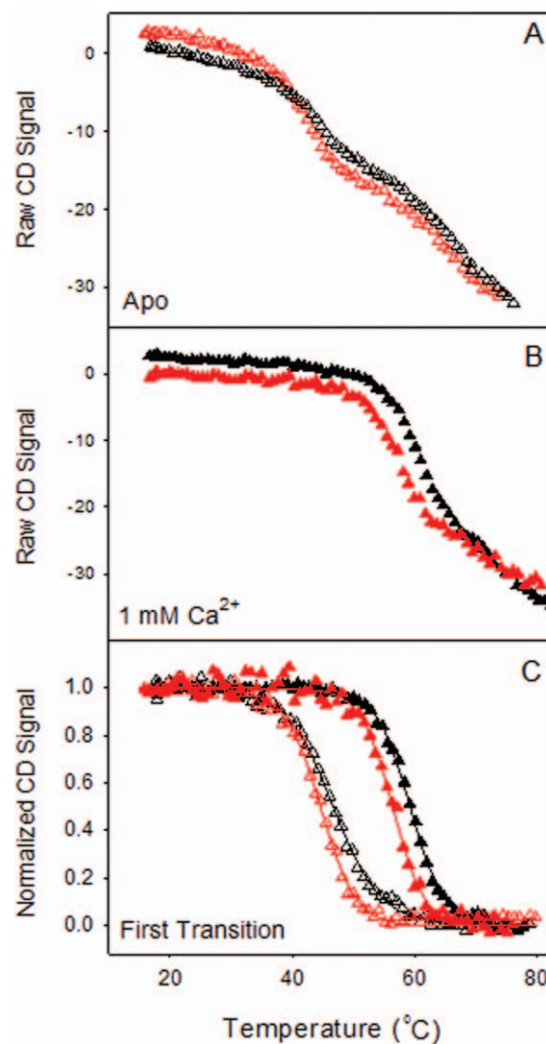 A
Raw CD Signal
0
-10
-20
-30
Apo
B
Raw CD Signal
0
-10
-20
-30
1 mM Ca²⁺
C
Normalized CD Signal
1.0
0.8
0.6
0.4
0.2
0.0
First Transition
20 40 60 80
Temperature (°C)